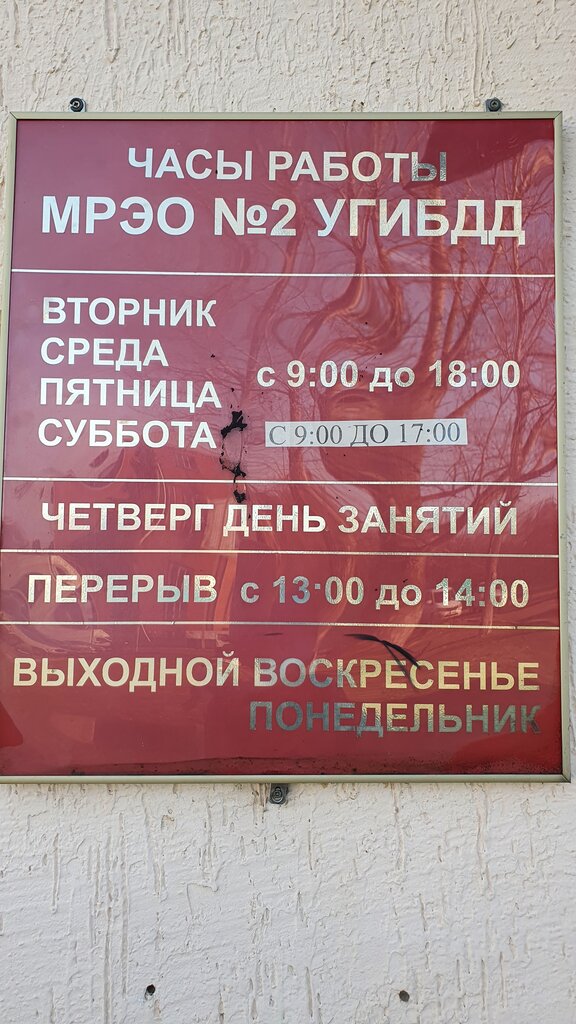 ЧАСЫ РАБОТЫ
МРЭО №2 УГИБДД
ВТОРНИК
СРЕДА
ПЯТНИЦА
с 9:00 до 18:00
СУББОТА С 9:00 ДО 17:00
ЧЕТВЕРГ ДЕНЬ ЗАНЯТИЙ
ПЕРЕРЫВ с 13:00 до 14:00
ВЫХОДНОЙ ВОСКРЕСЕНЬЕ
ПОНЕДЕЛЬНИК